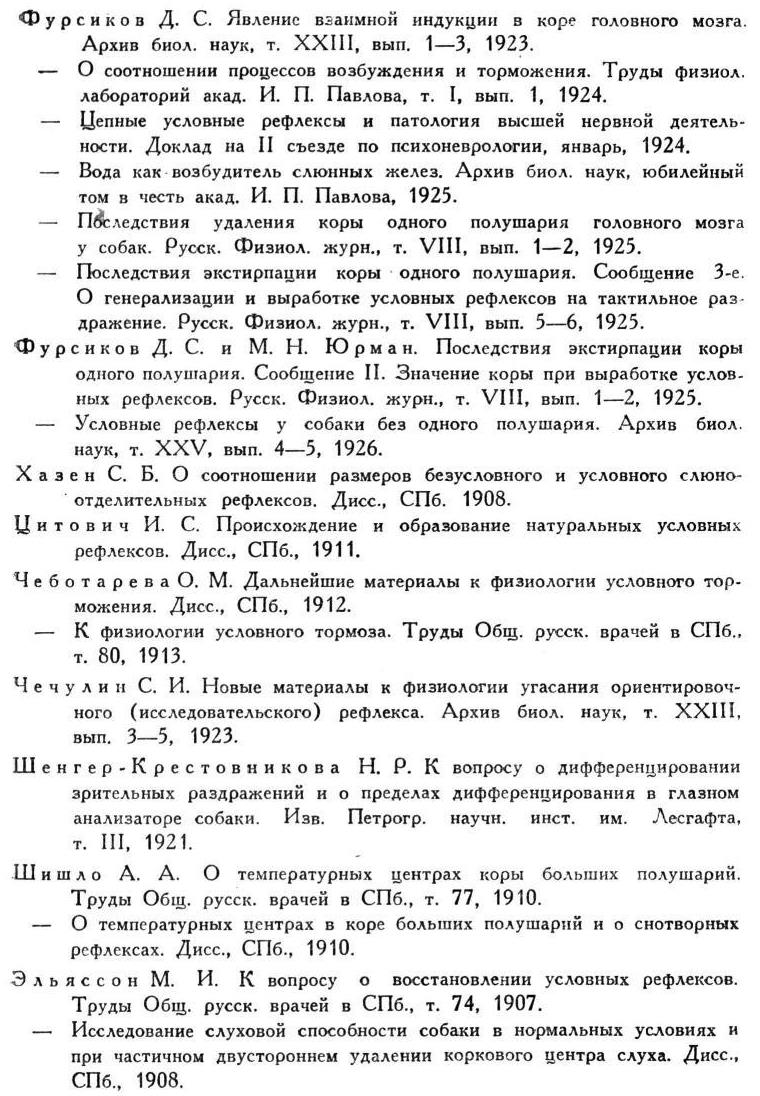 Фурсиков Д. С. Явление взаимной индукции в коре головного мозга.
Архив биол. наук, т. XXIII, вып. 1—3, 1923.
— О соотношении процессов возбуждения и торможения. Труды физиол.
лабораторий акад. И. П. Павлова, т. I, вып. 1, 1924.
— Цепные условные рефлексы и патология высшей нервной деятель-
ности. Доклад на II съезде по психоневрологии, январь, 1924.
— Вода как возбудитель слюнных желез. Архив биол. наук, юбилейный
том в честь акад. И. П. Павлова, 1925.
— Последствия удаления коры одного полушария головного мозга
у собак. Русск. Физиол. журн., т. VIII, вып. 1—2, 1925.
— Последствия экстирпации коры одного полушария. Сообщение 3-е.
О генерализации и выработке условных рефлексов на тактильное раз-
дражение. Русск. Физиол. журн., т. VIII, вып. 5—6, 1925.
Фурсиков Д. С. и М. Н. Юрман. Последствия экстирпации коры
одного полушария. Сообщение II. Значение коры при выработке услов-
ных рефлексов. Русск. Физиол. журн., т. VIII, вып. 1—2, 1925.
— Условные рефлексы у собаки без одного полушария. Архив биол.
наук, т. XXV, вып. 4—5, 1926.
Хазен С. Б. О соотношении размеров безусловного и условного слюно-
отделительных рефлексов. Дисс., СПб. 1908.
Цитович И. С. Происхождение и образование натуральных условных
рефлексов. Дисс., СПб., 1911.
Чеботарева О. М. Дальнейшие материалы к физиологии условного тор-
можения. Дисс., СПб., 1912.
— К физиологии условного тормоза. Труды Общ. русск. врачей в СПб.,
т. 80, 1913.
Чечулин С. И. Новые материалы к физиологии угасания ориентировоч-
ного (исследовательского) рефлекса. Архив биол. наук, т. XXIII,
вып. 3—5, 1923.
Шенгер-Крестовникова Н. Р. К вопросу о дифференцировании
зрительных раздражений и о пределах дифференцирования в глазном
анализаторе собаки. Изв. Петрогр. научн. инст. им. Лесгафта,
т. III, 1921.
Шишло А. А. О температурных центрах коры больших полушарий.
Труды Общ. русск. врачей в СПб., т. 77, 1910.
— О температурных центрах в коре больших полушарий и о снотворных
рефлексах. Дисс., СПб., 1910.
Эльяссон М. И. К вопросу о восстановлении условных рефлексов.
Труды Общ. русск. врачей в СПб., т. 74, 1907.
— Исследование слуховой способности собаки в нормальных условиях и
при частичном двустороннем удалении коркового центра слуха. Дисс.,
СПб., 1908.